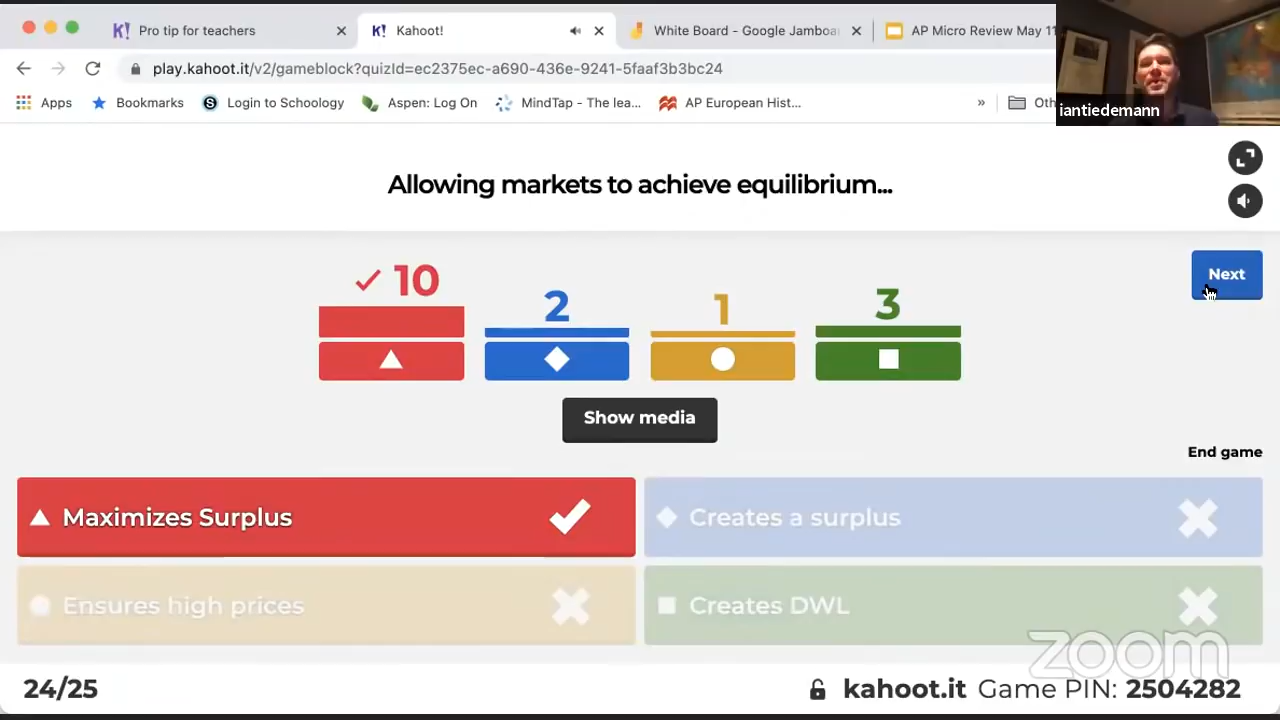 K! Pro tip for teachers
K! Kahoot!
White Board - Google Jamboa
AP Micro Review May 11
play.kahoot.it/v2/gameblock?quizId=ec2375ec-a690-436e-9241-5faaf3b3bc24
Apps
Bookmarks
S Login to Schoology
Aspen: Log On
MindTap - The lea...
AP European Hist...
»
Oth
iantiedemann
Allowing markets to achieve equilibrium...
10
2
1
3
Next
Show media
End game
Maximizes Surplus
Creates a surplus
Ensures high prices
Creates DWL
zoom
24/25
kahoot.it Game PIN: 2504282